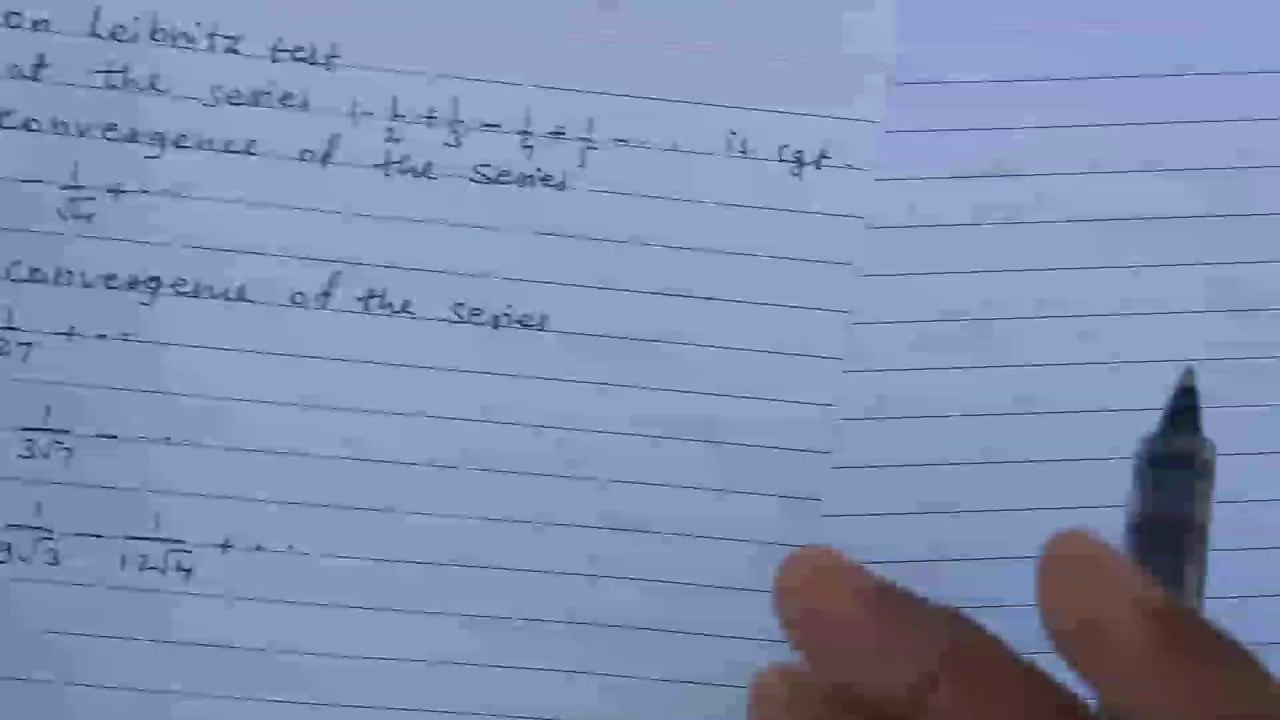 on Leibnitz test
at the series 1 - 1/2 + 1/3 - 1/4 + 1/5 - .... is cgt.
convergence of the series
- 1/√4 + - - -
convergence of the series
1/27 + - - -
1/3√7 - - - -
1/9√3 - 1/12√4 + - - -